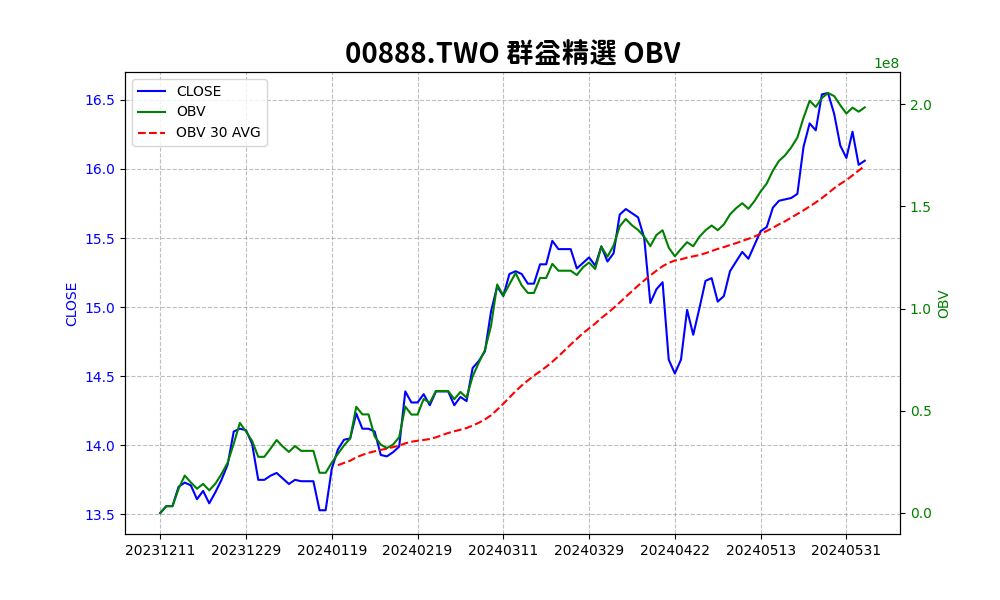 00888.TWO 群益精選 OBV
1e8
CLOSE
OBV
OBV 30 AVG
16.5
16.0
15.5
15.0
14.5
14.0
13.5
CLOSE
2.0
1.5
1.0
0.5
0.0
OBV
20231211 20231229 20240119 20240219 20240311 20240329 20240422 20240513 20240531